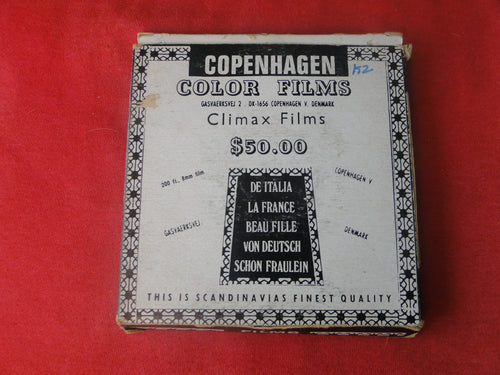 COPENHAGEN
K2
COLOR FILMS
GASVAERKSVEJ 2 . DK-1656 COPENHAGEN V. DENMARK
Climax Films
$50.00
200 ft. 8mm film
COPENHAGEN V
DE ITALIA
LA FRANCE
BEAU FILLE
VON DEUTSCH
SCHON FRAULEIN
GASVAERKSVEJ
DENMARK
THIS IS SCANDINAVIAS FINEST QUALITY